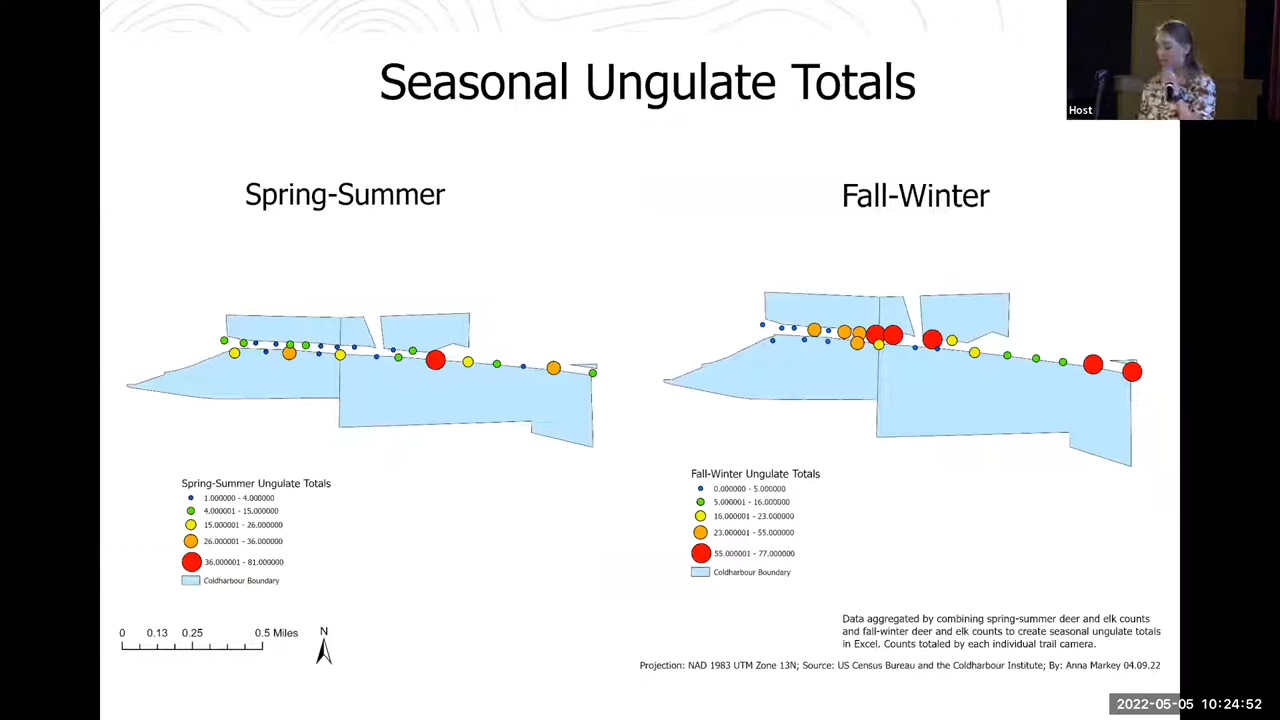 Seasonal Ungulate Totals
Host
Spring-Summer
Fall-Winter
Spring-Summer Ungulate Totals
1.000000 - 4.000000
4.000001 - 15.000000
15.000001 - 26.000000
26.000001 - 36.000000
36.000001 - 81.000000
Coldharbour Boundary
Fall-Winter Ungulate Totals
0.000000 - 5.000000
5.000001 - 16.000000
16.000001 - 23.000000
23.000001 - 55.000000
55.000001 - 77.000000
Coldharbour Boundary
0 0.13 0.25 0.5 Miles
N
Data aggregated by combining spring-summer deer and elk counts
and fall-winter deer and elk counts to create seasonal ungulate totals
in Excel. Counts totaled by each individual trail camera.
Projection: NAD 1983 UTM Zone 13N; Source: US Census Bureau and the Coldharbour Institute; By: Anna Markey 04.09.22
2022-05-05 10:24:52